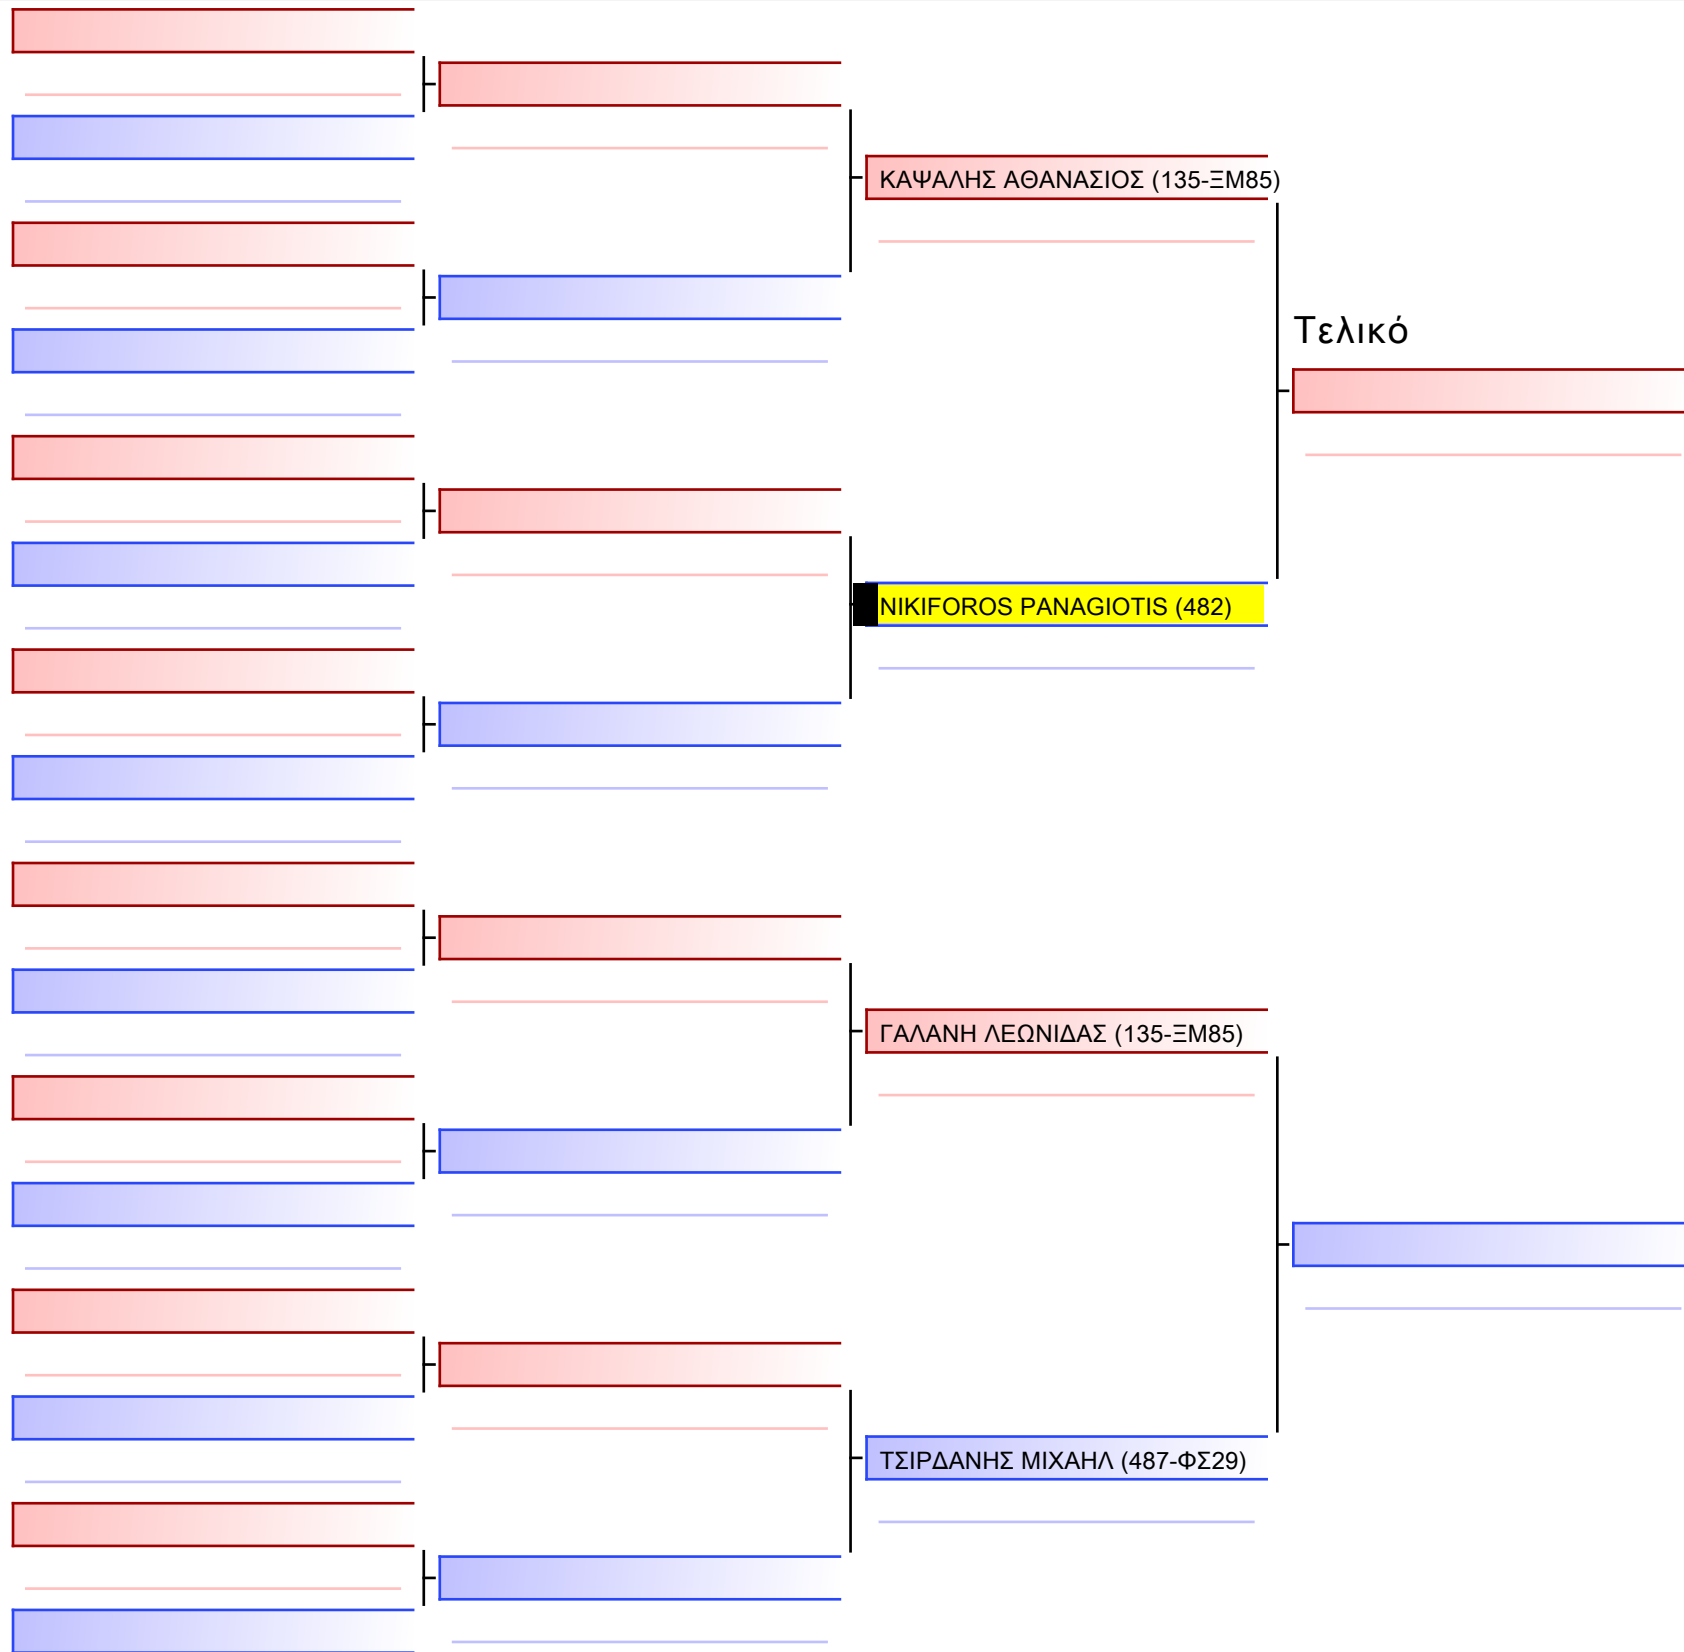 ΚΑΨΑΛΗΣ ΑΘΑΝΑΣΙΟΣ (135-ΞΜ85)
Τελικό
NIKIFOROS PANAGIOTIS (482)
ΓΑΛΑΝΗ ΛΕΩΝΙΔΑΣ (135-ΞΜ85)
ΤΣΙΡΔΑΝΗΣ ΜΙΧΑΗΛ (487-ΦΣ29)